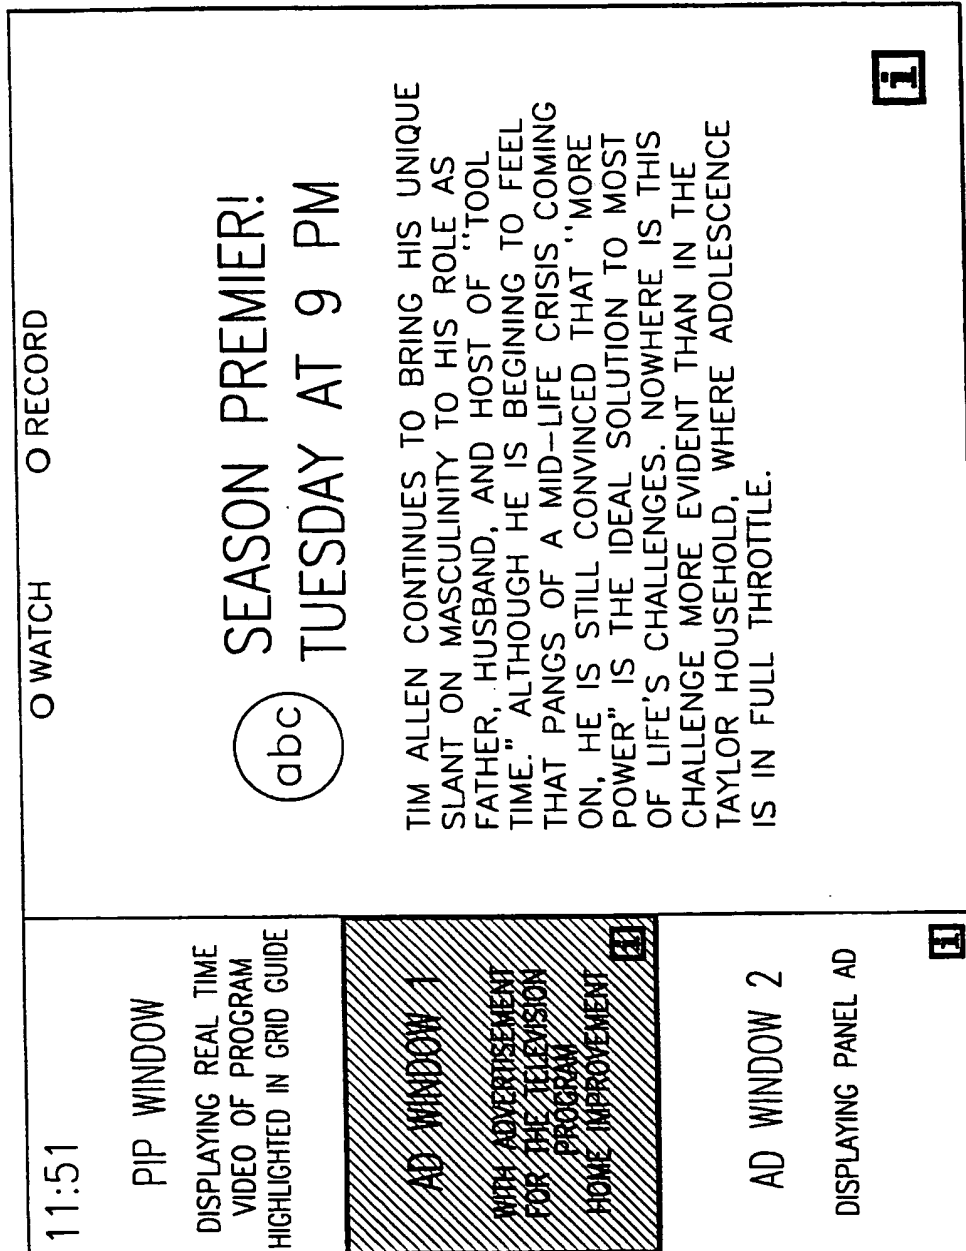 11:51
PIP WINDOW
DISPLAYING REAL TIME
VIDEO OF PROGRAM
HIGHLIGHTED IN GRID GUIDE
AD WINDOW 1
WITH ADVERTISEMENT
FOR THE TELEVISION
PROGRAM
HOME IMPROVEMENT
i
AD WINDOW 2
DISPLAYING PANEL AD
i
O WATCH
O RECORD
abc
SEASON PREMIER!
TUESDAY AT 9 PM
TIM ALLEN CONTINUES TO BRING HIS UNIQUE
SLANT ON MASCULINITY TO HIS ROLE AS
FATHER, HUSBAND, AND HOST OF "TOOL
TIME." ALTHOUGH HE IS BEGINING TO FEEL
THAT PANGS OF A MID-LIFE CRISIS COMING
ON, HE IS STILL CONVINCED THAT "MORE
POWER" IS THE IDEAL SOLUTION TO MOST
OF LIFE'S CHALLENGES. NOWHERE IS THIS
CHALLENGE MORE EVIDENT THAN IN THE
TAYLOR HOUSEHOLD, WHERE ADOLESCENCE
IS IN FULL THROTTLE.
i